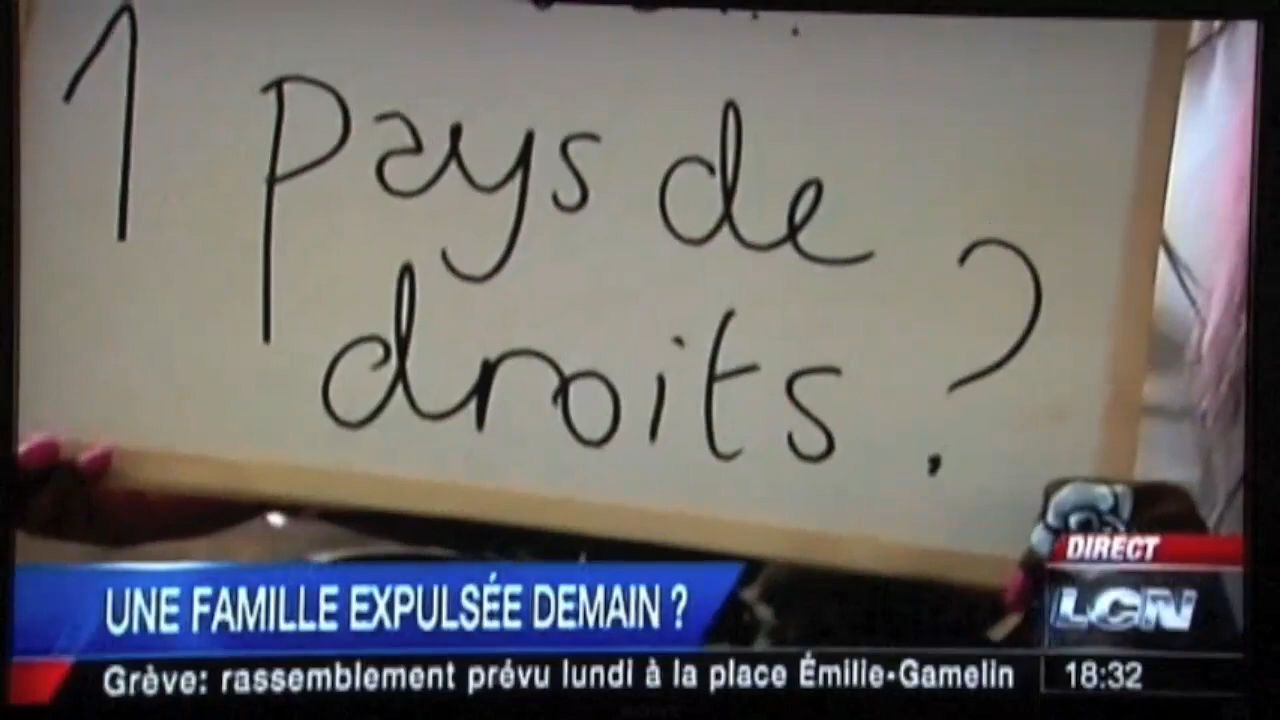 1 pays de
droits ?
DIRECT
LCN
UNE FAMILLE EXPULSÉE DEMAIN ?
Grève: rassemblement prévu lundi à la place Émilie-Gamelin
18:32